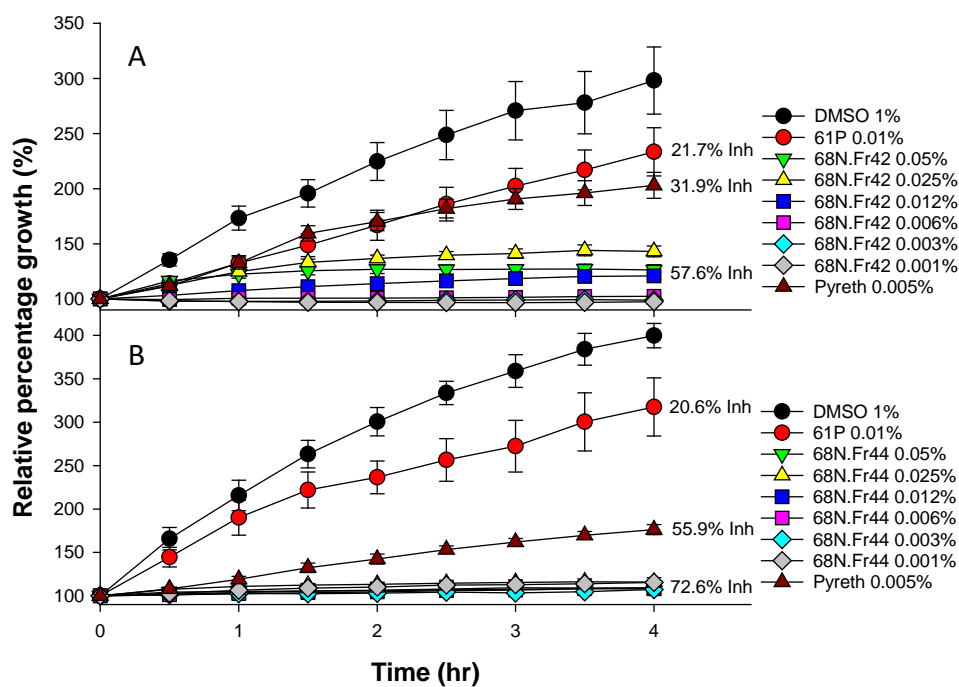 Relative percentage growth (%)
A
350
300
250
200
150
100
21.7% Inh
31.9% Inh
57.6% Inh
DMSO 1%
61P 0.01%
68N.Fr42 0.05%
68N.Fr42 0.025%
68N.Fr42 0.012%
68N.Fr42 0.006%
68N.Fr42 0.003%
68N.Fr42 0.001%
Pyreth 0.005%
B
400
350
300
250
200
150
100
20.6% Inh
55.9% Inh
72.6% Inh
DMSO 1%
61P 0.01%
68N.Fr44 0.05%
68N.Fr44 0.025%
68N.Fr44 0.012%
68N.Fr44 0.006%
68N.Fr44 0.003%
68N.Fr44 0.001%
Pyreth 0.005%
0 1 2 3 4
Time (hr)